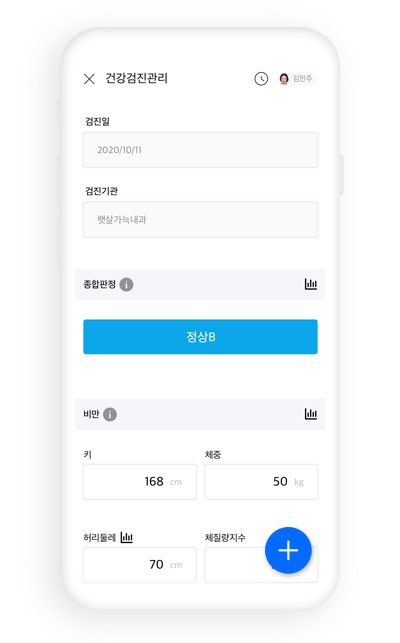 건강검진관리 김민주
검진일
2020/10/11
검진기관
햇살가늑내과
종합판정
정상B
비만
키 체중
168 cm 50 kg
허리둘레 체질량지수
70 cm